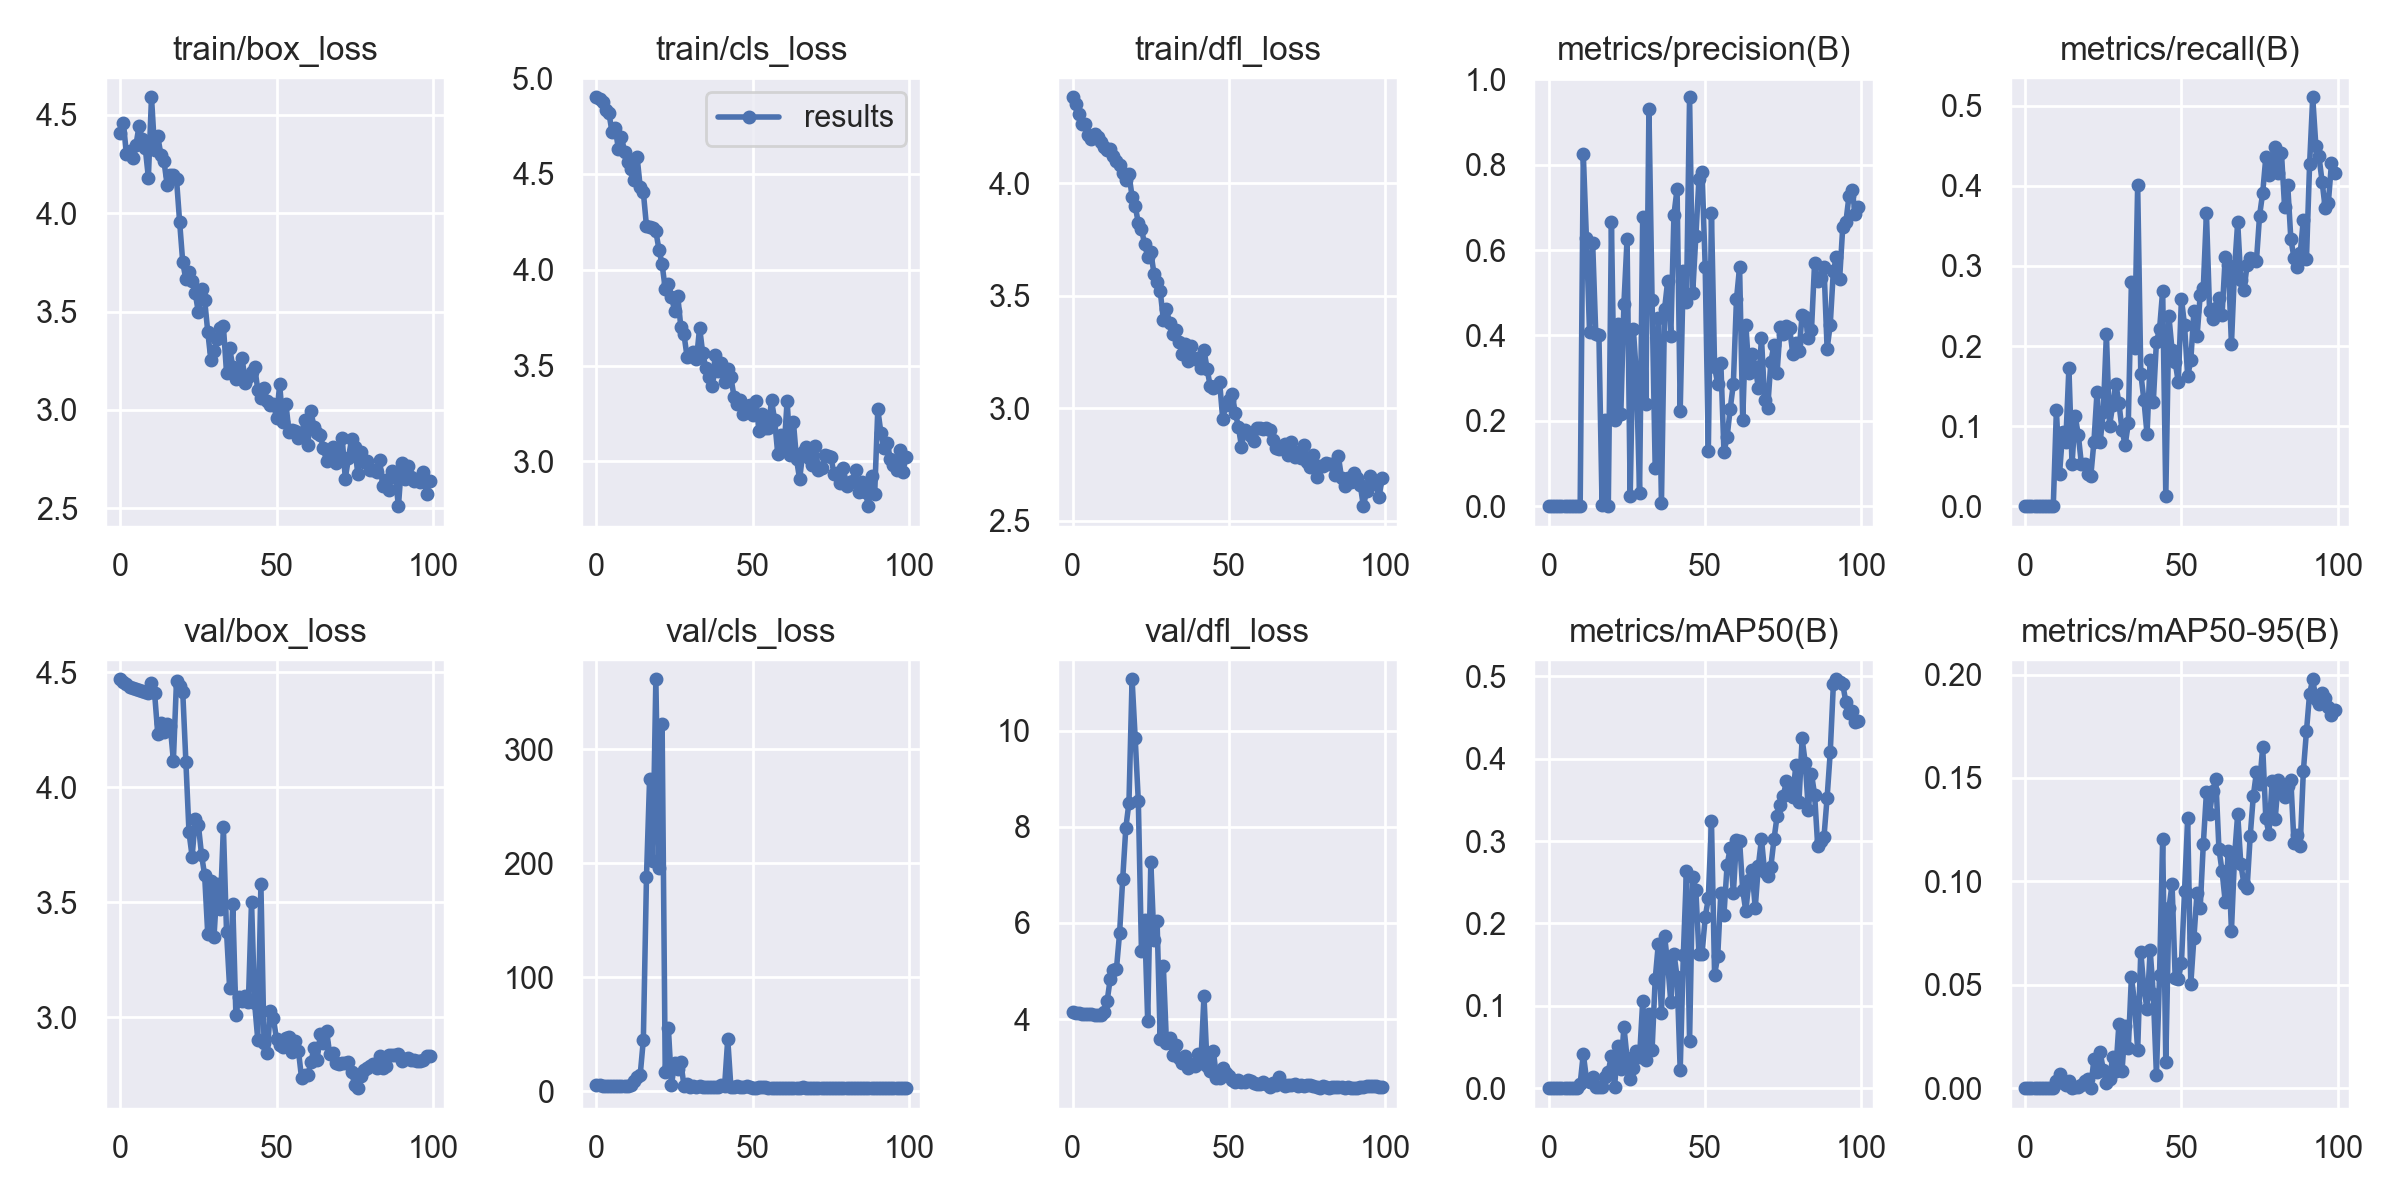 train/box_loss
4.5
4.0
3.5
3.0
2.5
0 50 100
train/cls_loss
results
5.0
4.5
4.0
3.5
3.0
0 50 100
train/dfl_loss
4.0
3.5
3.0
2.5
0 50 100
metrics/precision(B)
1.0
0.8
0.6
0.4
0.2
0.0
0 50 100
metrics/recall(B)
0.5
0.4
0.3
0.2
0.1
0.0
0 50 100
val/box_loss
4.5
4.0
3.5
3.0
0 50 100
val/cls_loss
300
200
100
0
0 50 100
val/dfl_loss
10
8
6
4
0 50 100
metrics/mAP50(B)
0.5
0.4
0.3
0.2
0.1
0.0
0 50 100
metrics/mAP50-95(B)
0.20
0.15
0.10
0.05
0.00
0 50 100